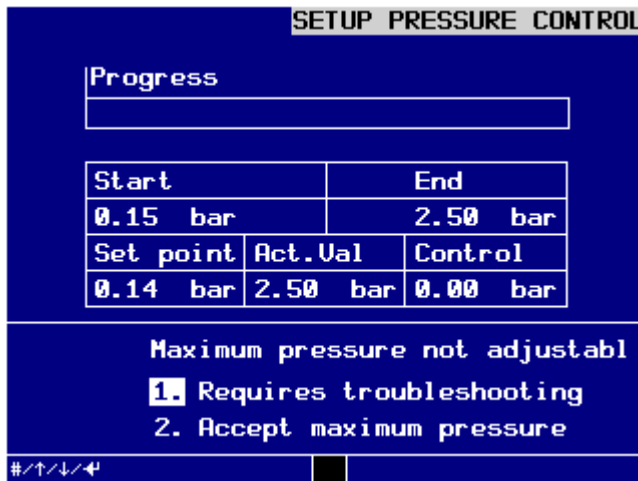 SETUP PRESSURE CONTROL
Progress
Start End
0.15 bar 2.50 bar
Set point Act.Val Control
0.14 bar 2.50 bar 0.00 bar
Maximum pressure not adjustabl
1. Requires troubleshooting
2. Accept maximum pressure
#/↑/↓/↵